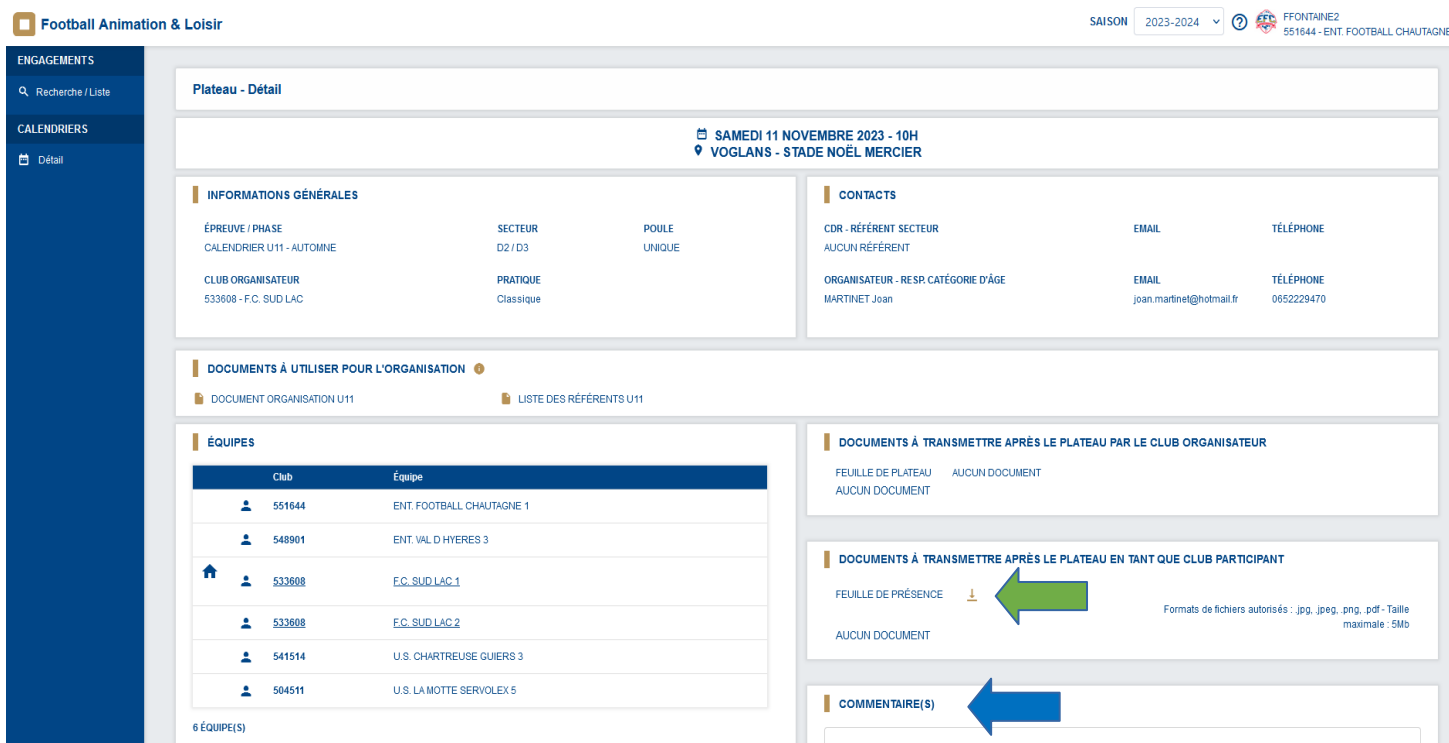 Football Animation & Loisir
SAISON 2023-2024
FFONTAINE2
551644 - ENT. FOOTBALL CHAUTAGNE
ENGAGEMENTS
Recherche / Liste
CALENDRIERS
Détail
Plateau - Détail
SAMEDI 11 NOVEMBRE 2023 - 10H
VOGLANS - STADE NOËL MERCIER
INFORMATIONS GÉNÉRALES
ÉPREUVE / PHASE SECTEUR POULE
CALENDRIER U11 - AUTOMNE D2 / D3 UNIQUE
CLUB ORGANISATEUR PRATIQUE
533608 - F.C. SUD LAC Classique
CONTACTS
CDR - RÉFÉRENT SECTEUR EMAIL TÉLÉPHONE
AUCUN RÉFÉRENT
ORGANISATEUR - RESP. CATÉGORIE D'ÂGE EMAIL TÉLÉPHONE
MARTINET Joan joan.martinet@hotmail.fr 0652229470
DOCUMENTS À UTILISER POUR L'ORGANISATION
DOCUMENT ORGANISATION U11 LISTE DES RÉFÉRENTS U11
ÉQUIPES
Club Équipe
551644 ENT. FOOTBALL CHAUTAGNE 1
548901 ENT. VAL D HYERES 3
533608 F.C. SUD LAC 1
533608 F.C. SUD LAC 2
541514 U.S. CHARTREUSE GUIERS 3
504511 U.S. LA MOTTE SERVOLEX 5
6 ÉQUIPE(S)
DOCUMENTS À TRANSMETTRE APRÈS LE PLATEAU PAR LE CLUB ORGANISATEUR
FEUILLE DE PLATEAU AUCUN DOCUMENT
AUCUN DOCUMENT
DOCUMENTS À TRANSMETTRE APRÈS LE PLATEAU EN TANT QUE CLUB PARTICIPANT
FEUILLE DE PRÉSENCE
Formats de fichiers autorisés : .jpg, .jpeg, .png, .pdf - Taille
maximale : 5Mb
AUCUN DOCUMENT
COMMENTAIRE(S)